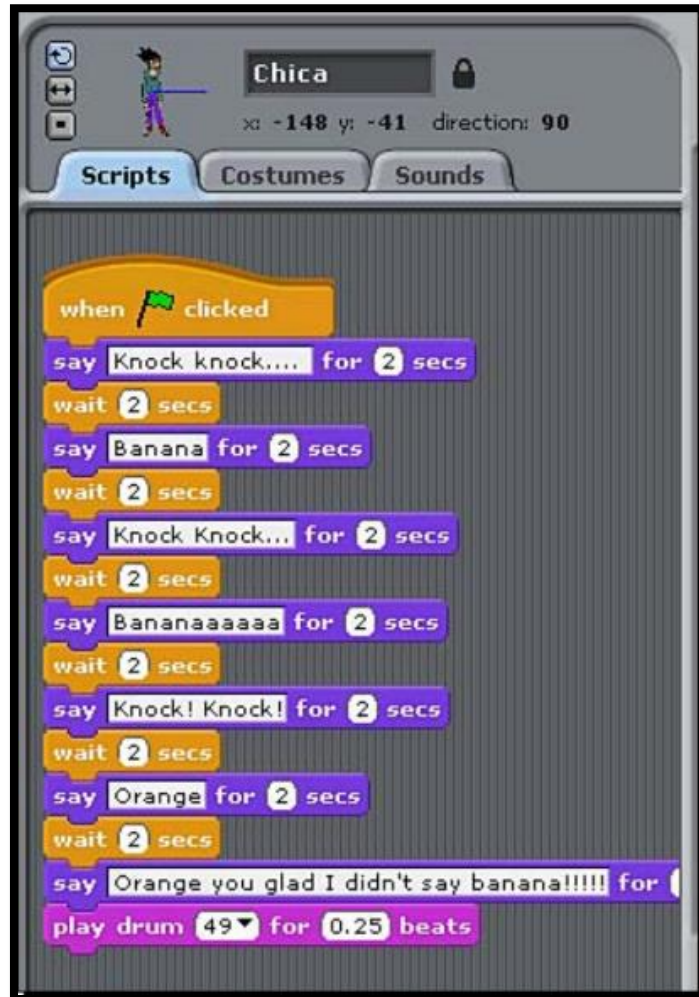 Chica
x: -148 y: -41 direction: 90
Scripts Costumes Sounds
when clicked
say Knock knock.... for 2 secs
wait 2 secs
say Banana for 2 secs
wait 2 secs
say Knock Knock... for 2 secs
wait 2 secs
say Bananaaaaaa for 2 secs
wait 2 secs
say Knock! Knock! for 2 secs
wait 2 secs
say Orange for 2 secs
wait 2 secs
say Orange you glad I didn't say banana!!!!! for
play drum 49 for 0.25 beats